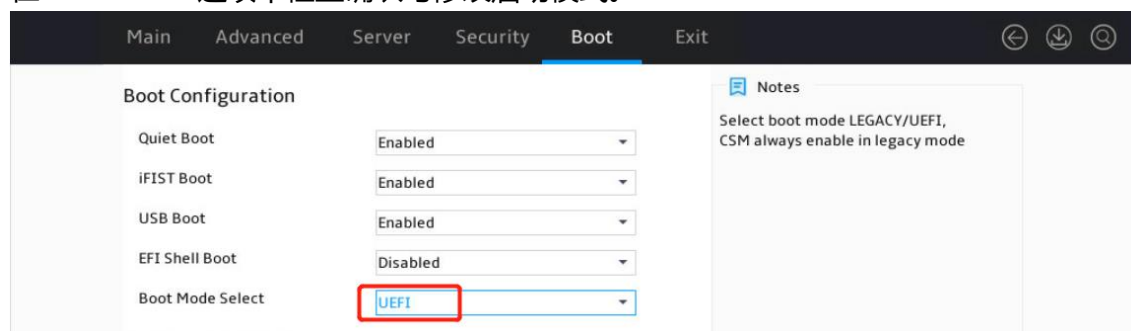 Main Advanced Server Security Boot Exit
Boot Configuration
Quiet Boot Enabled
iFIST Boot Enabled
USB Boot Enabled
EFI Shell Boot Disabled
Boot Mode Select UEFI
Notes
Select boot mode LEGACY/UEFI,
CSM always enable in legacy mode